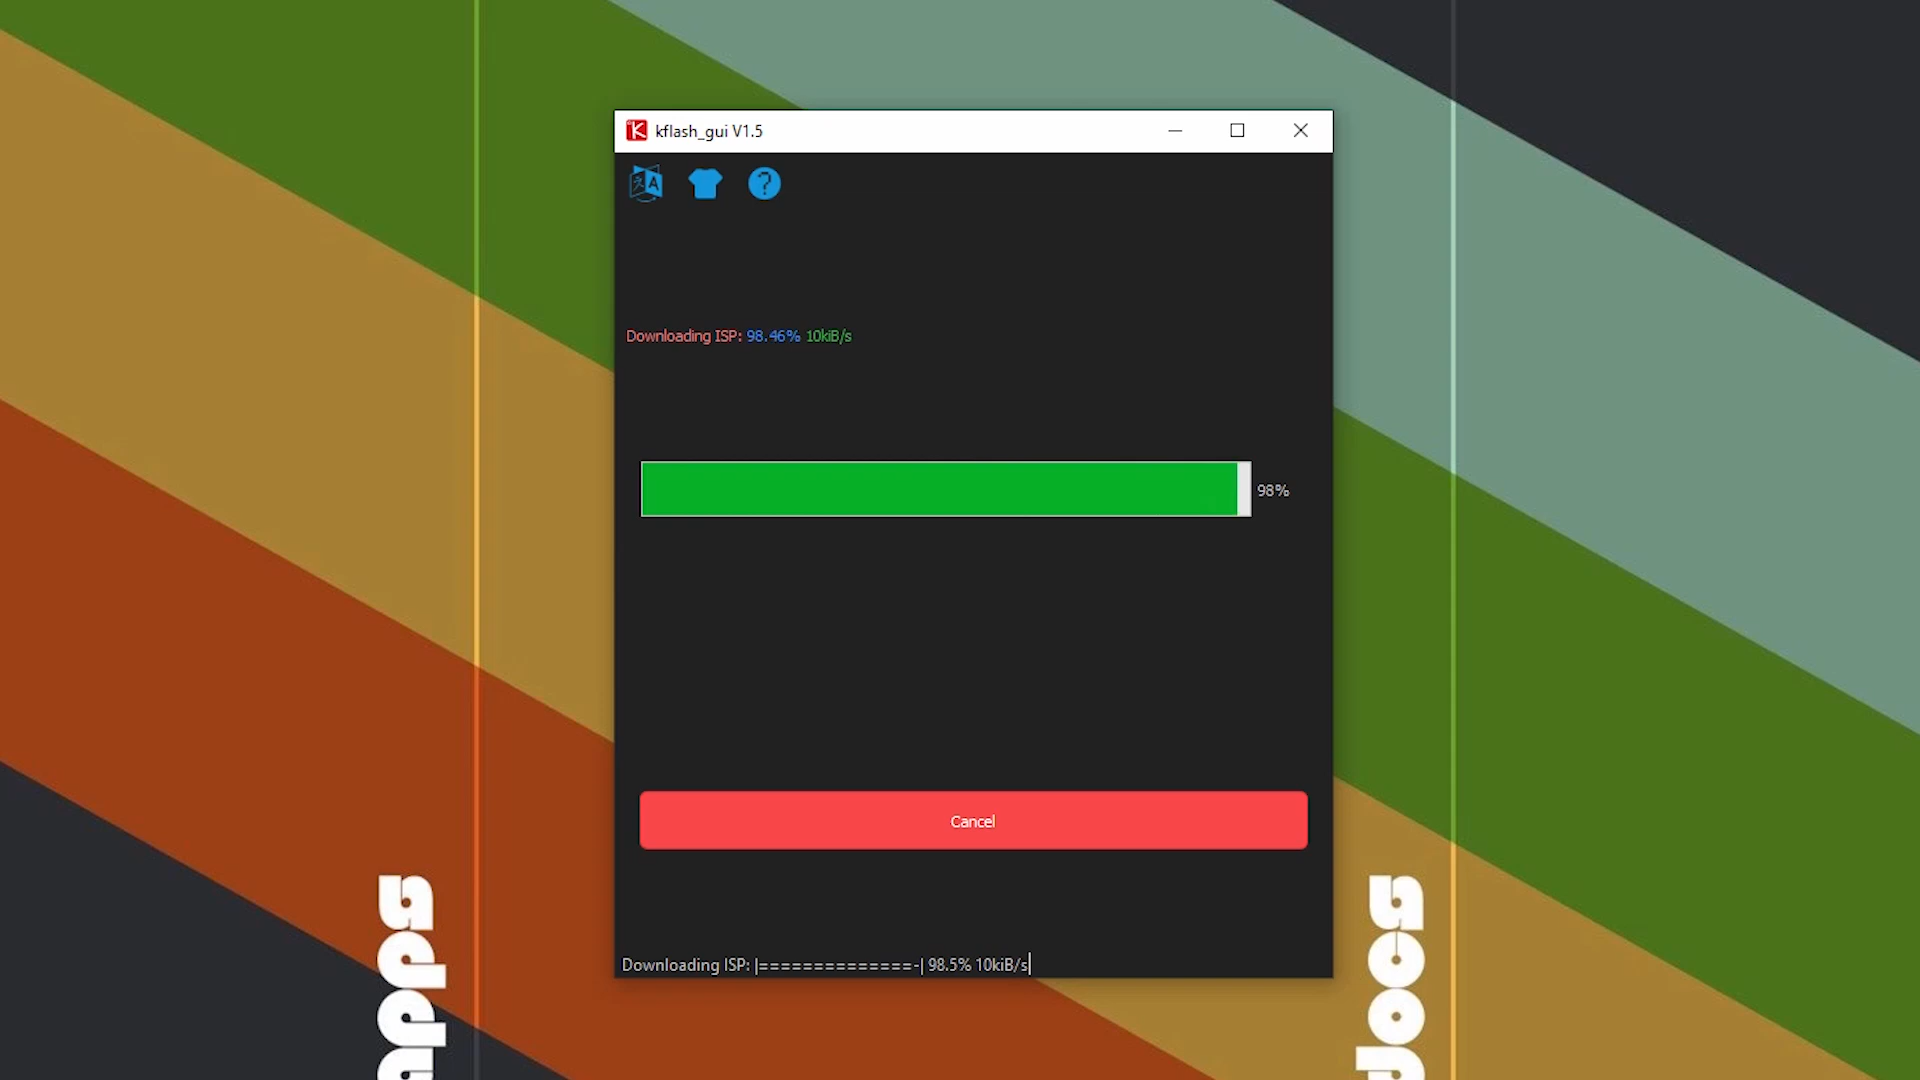 kflash_gui V1.5
Downloading ISP: 98.46% 10kiB/s
98%
Cancel
Downloading ISP: |==============-| 98.5% 10kiB/s